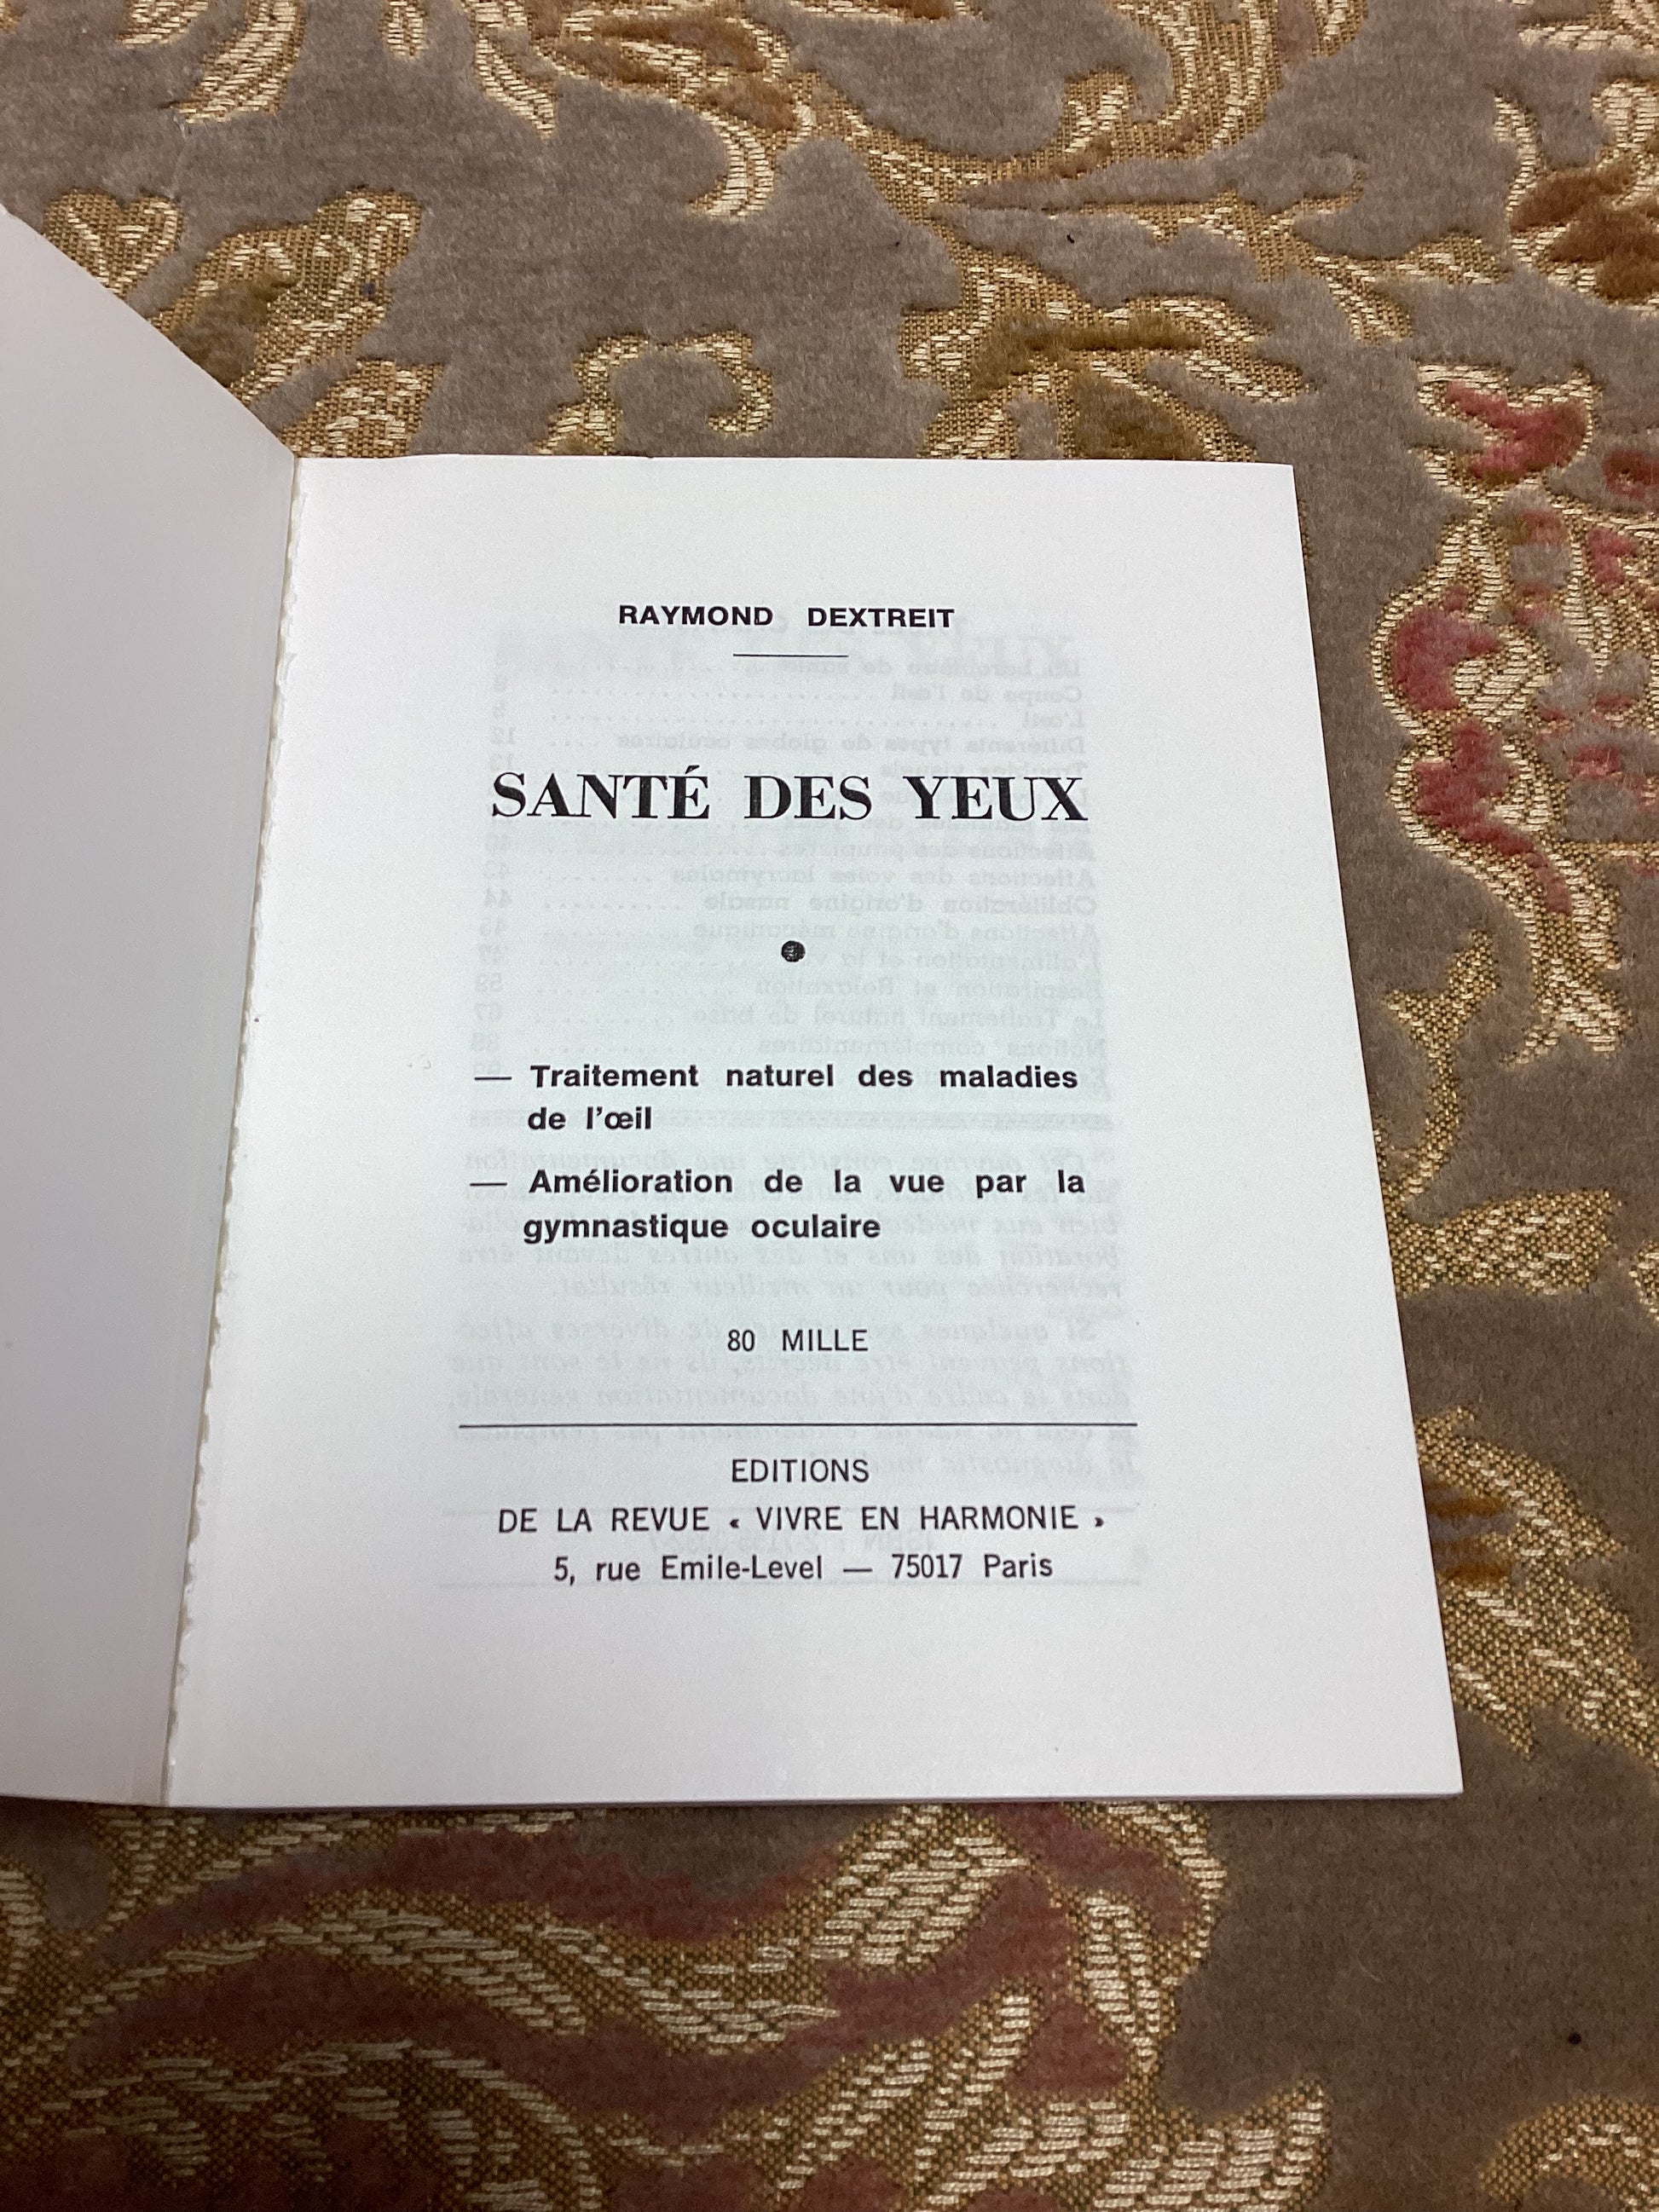 RAYMOND DEXTREIT
SANTÉ DES YEUX
— Traitement naturel des maladies
de l'œil
— Amélioration de la vue par la
gymnastique oculaire
80 MILLE
EDITIONS
DE LA REVUE « VIVRE EN HARMONIE »
5, rue Emile-Level — 75017 Paris